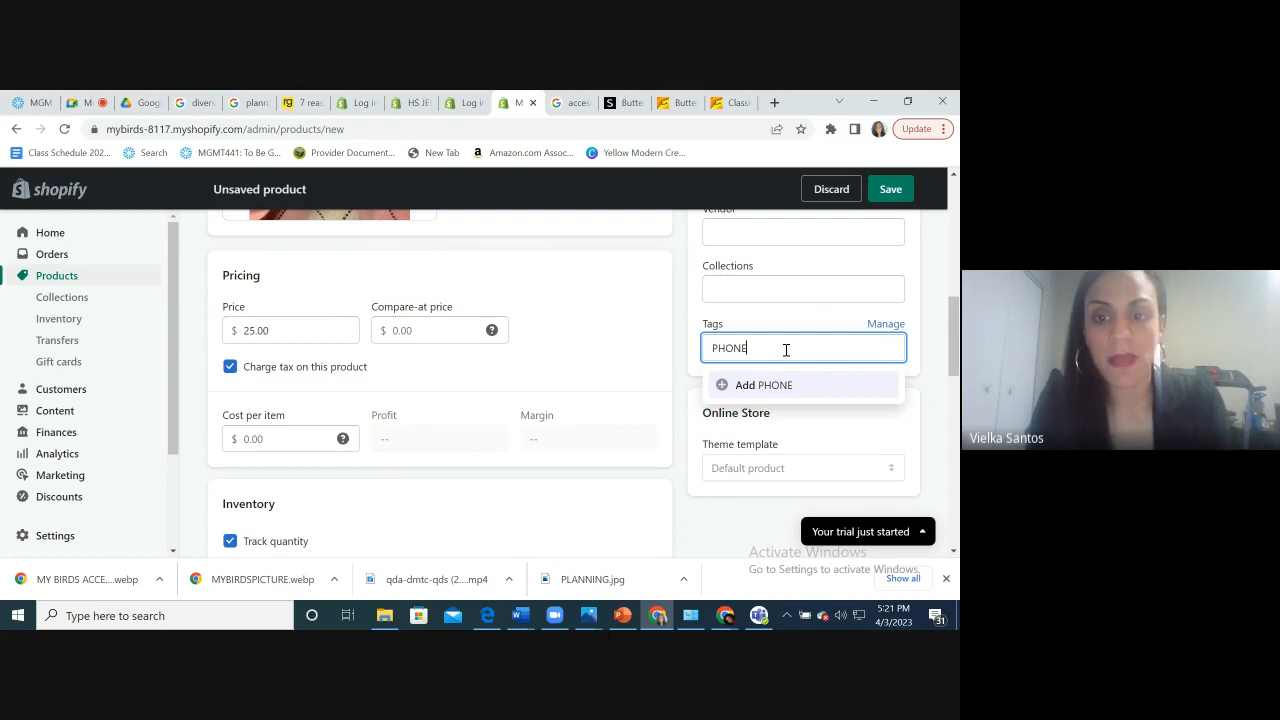 MGM
M
Googl
divers
plann
7 reas
Log in
HS JE
Log in
M
acces
Butte
Butte
Classi
mybirds-8117.myshopify.com/admin/products/new
Update
Class Schedule 202...
Search
MGMT441: To Be G...
Provider Document...
New Tab
Amazon.com Assoc...
Yellow Modern Cre...
shopify
Unsaved product
Discard
Save
Home
Orders
Products
Collections
Inventory
Transfers
Gift cards
Customers
Content
Finances
Analytics
Marketing
Discounts
Settings
Pricing
Price
Compare-at price
$ 25.00
$ 0.00
Charge tax on this product
Cost per item
Profit
Margin
$ 0.00
--
--
Inventory
Track quantity
Vendor
Collections
Tags
Manage
PHONE
Add PHONE
Online Store
Theme template
Default product
Your trial just started
Activate Windows
Go to Settings to activate Windows.
MY BIRDS ACCE....webp
MYBIRDSPICTURE.webp
qda-dmtc-qds (2....mp4
PLANNING.jpg
Show all
Type here to search
5:21 PM
4/3/2023
31
Vielka Santos